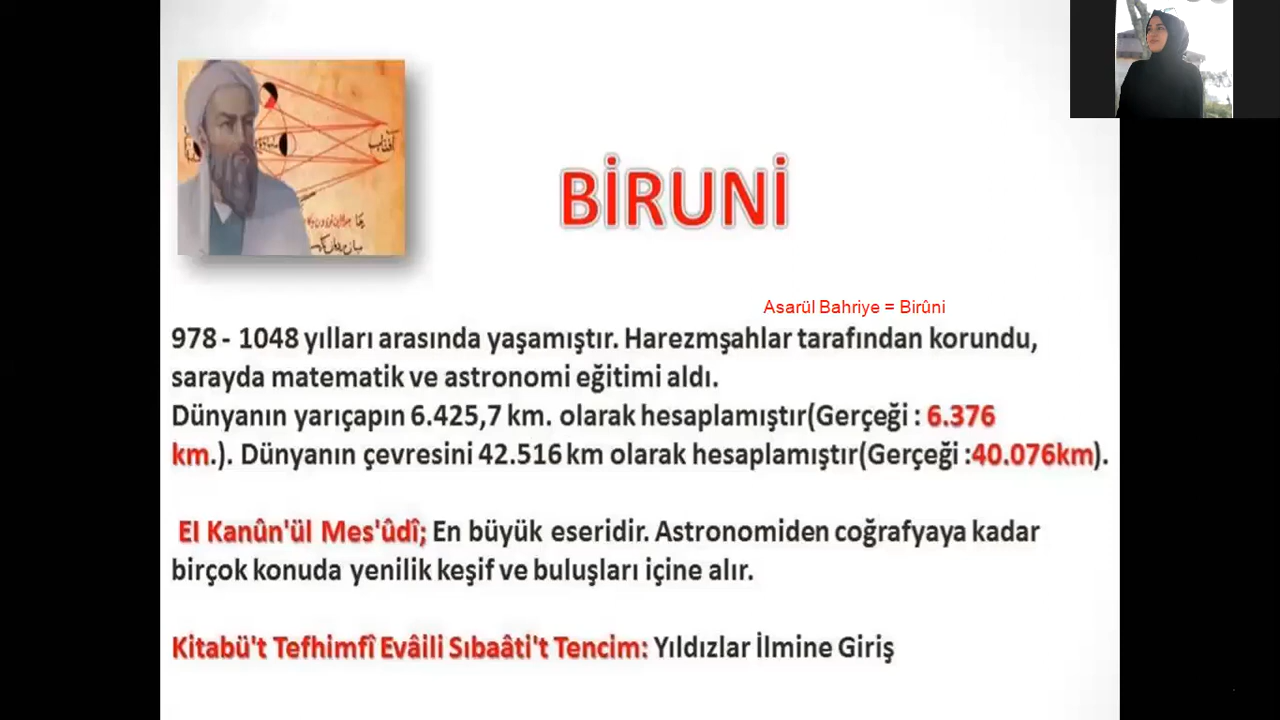 BİRUNİ
Asarül Bahriye = Birûni
978 - 1048 yılları arasında yaşamıştır. Harezmşahlar tarafından korundu,
sarayda matematik ve astronomi eğitimi aldı.
Dünyanın yarıçapın 6.425,7 km. olarak hesaplamıştır(Gerçeği : 6.376
km.). Dünyanın çevresini 42.516 km olarak hesaplamıştır(Gerçeği :40.076km).
El Kanûn'ül Mes'ûdî; En büyük eseridir. Astronomiden coğrafyaya kadar
birçok konuda yenilik keşif ve buluşları içine alır.
Kitabü't Tefhimfî Evâili Sıbaâti't Tencim: Yıldızlar İlmine Giriş